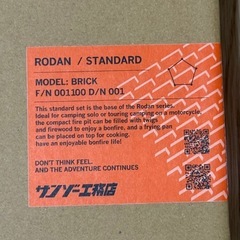 RODAN / STANDARD
MODEL: BRICK
F/N 001100 D/N 001
This standard set is the base of the Rodan series.
Ideal for camping solo or touring camping on a motorcycle,
the compact fire pit can be filled with twigs
and firewood to enjoy a bonfire, and a frying pan
can be placed on top for cooking.
have an enjoyable bonfire life!
DON'T THINK FEEL.
AND THE ADVENTURE CONTINUES
サンゾー工務店